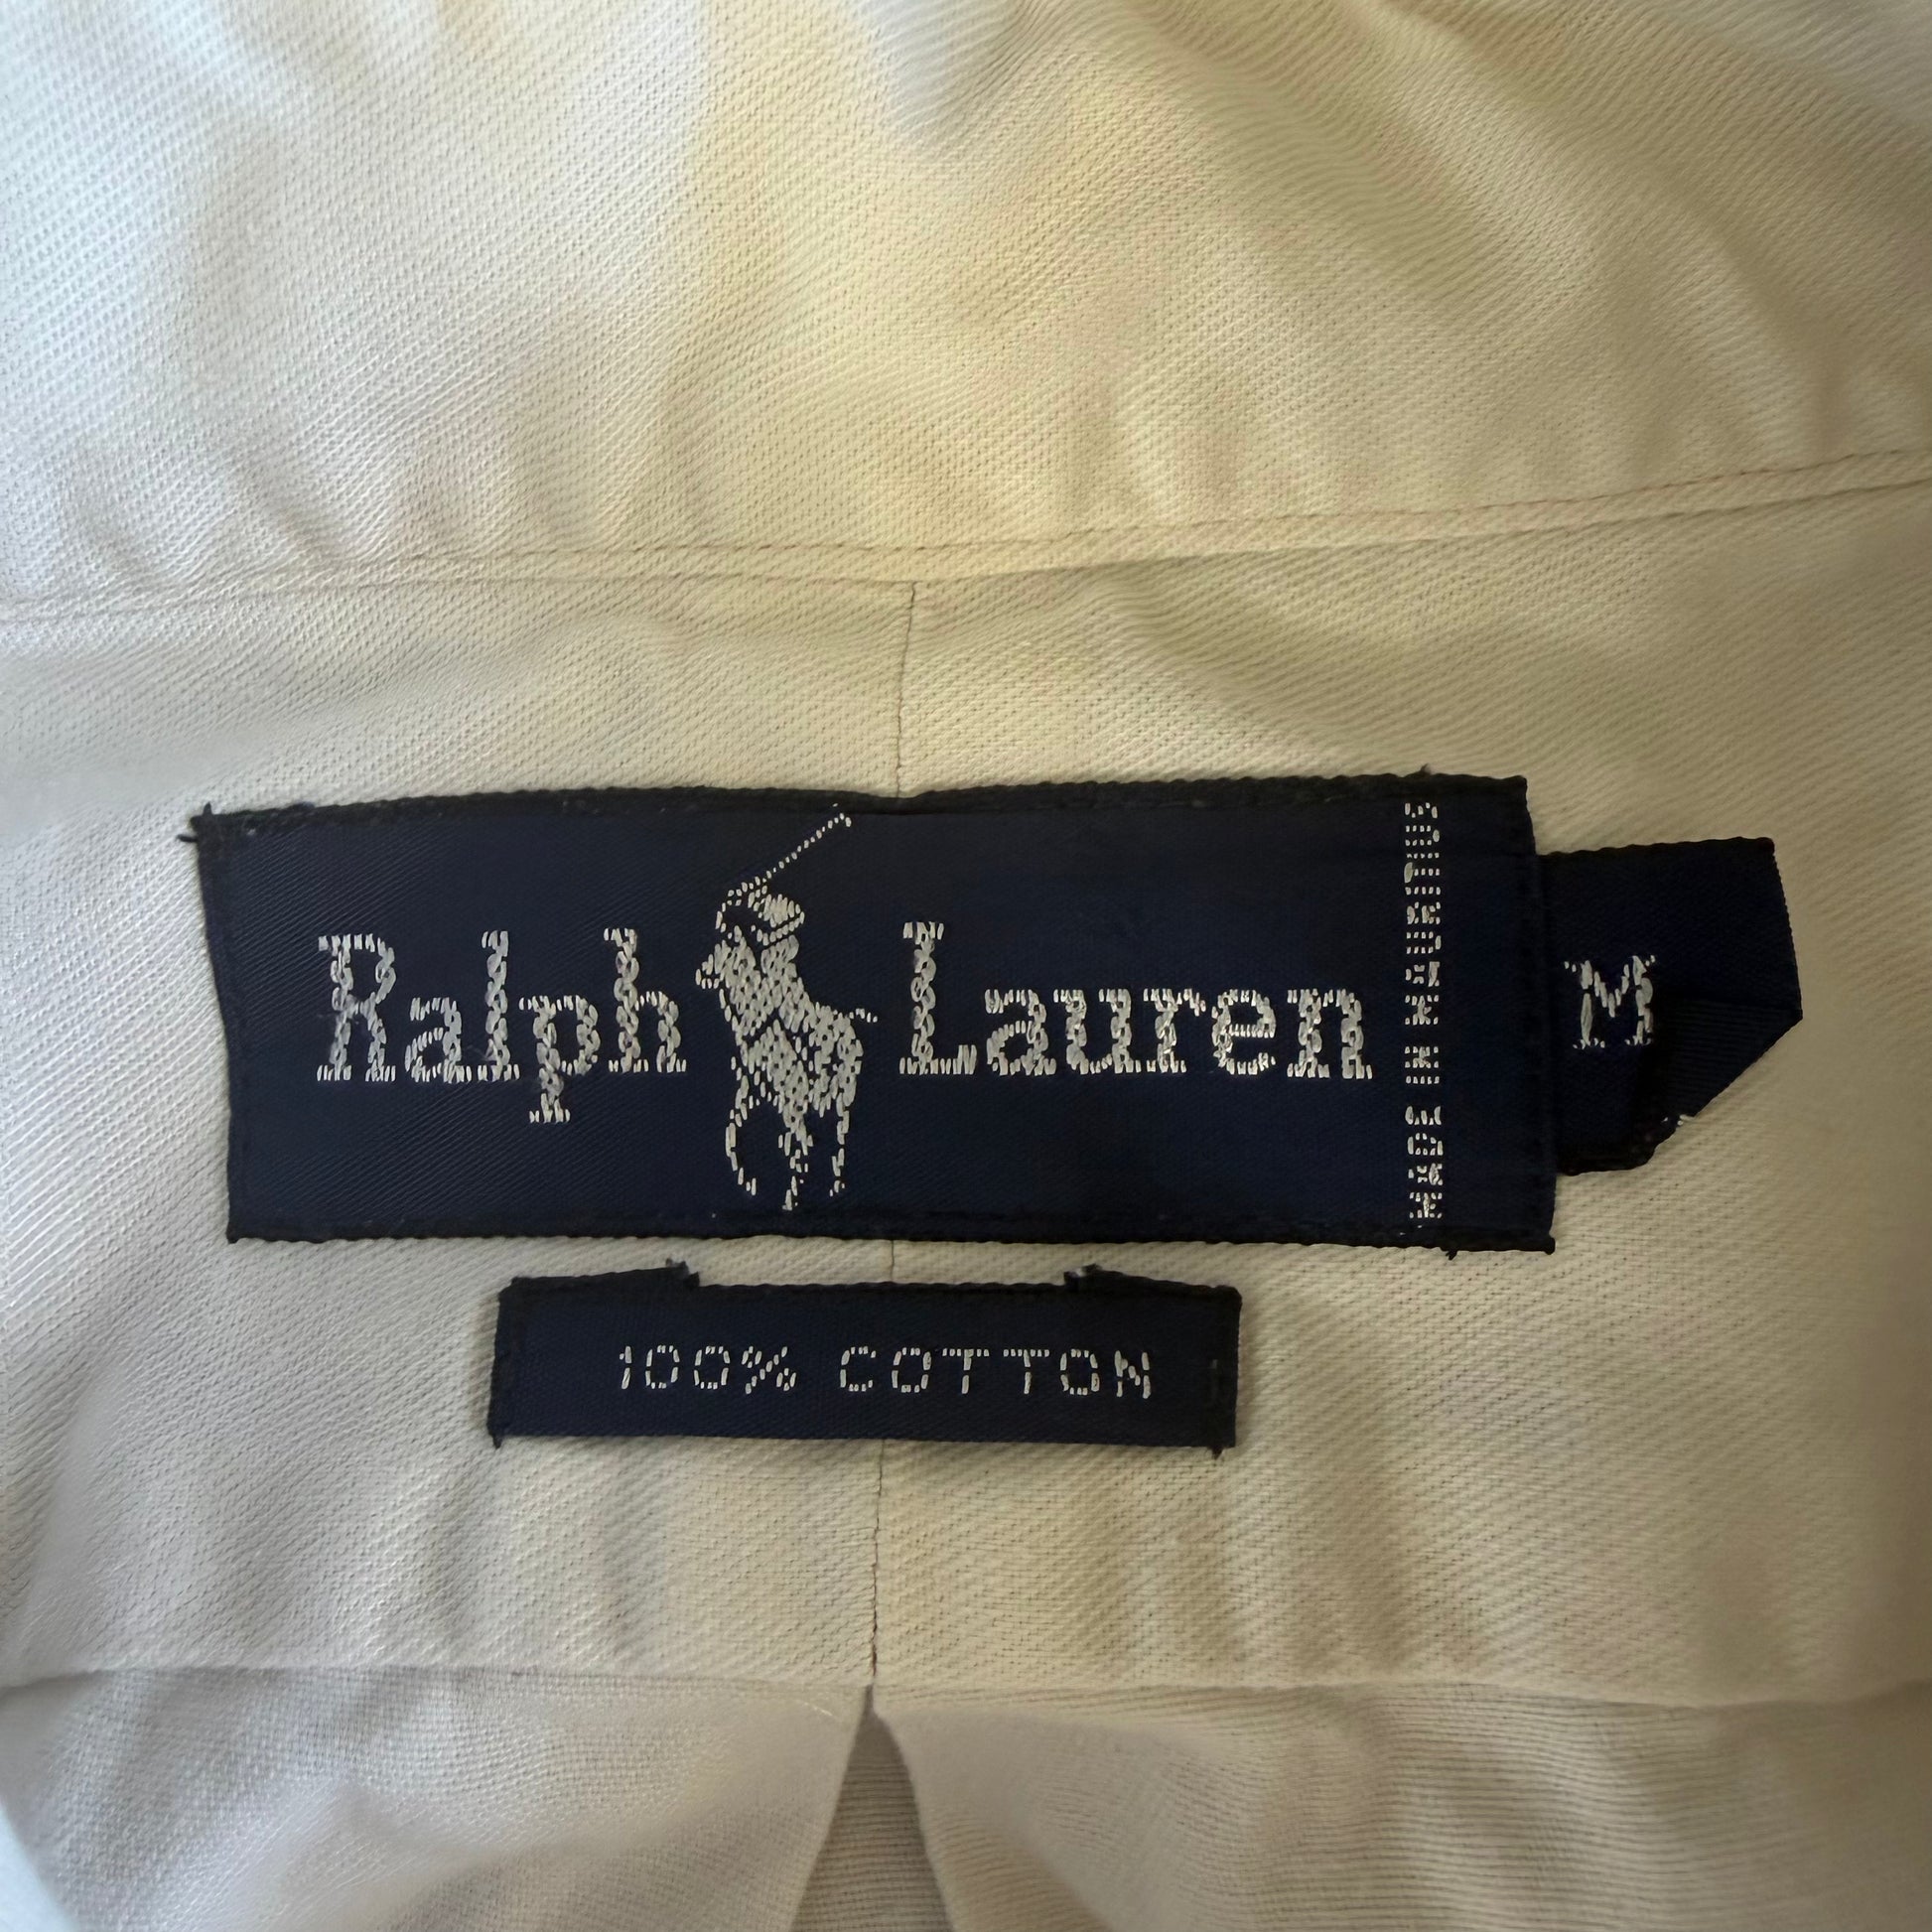 Ralph Lauren
MADE IN MAURITIUS
M
100% COTTON